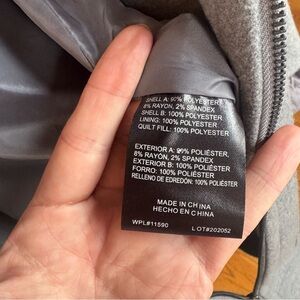 SHELL A: 90% POLYESTER,
8% RAYON, 2% SPANDEX
SHELL B: 100% POLYESTER
LINING: 100% POLYESTER
QUILT FILL: 100% POLYESTER
EXTERIOR A: 90% POLIÉSTER,
8% RAYON, 2% SPANDEX
EXTERIOR B: 100% POLIÉSTER
FORRO: 100% POLIÉSTER
RELLENO DE EDREDÓN: 100% POLIÉSTER
MADE IN CHINA
HECHO EN CHINA
WPL#11590
LOT#202052